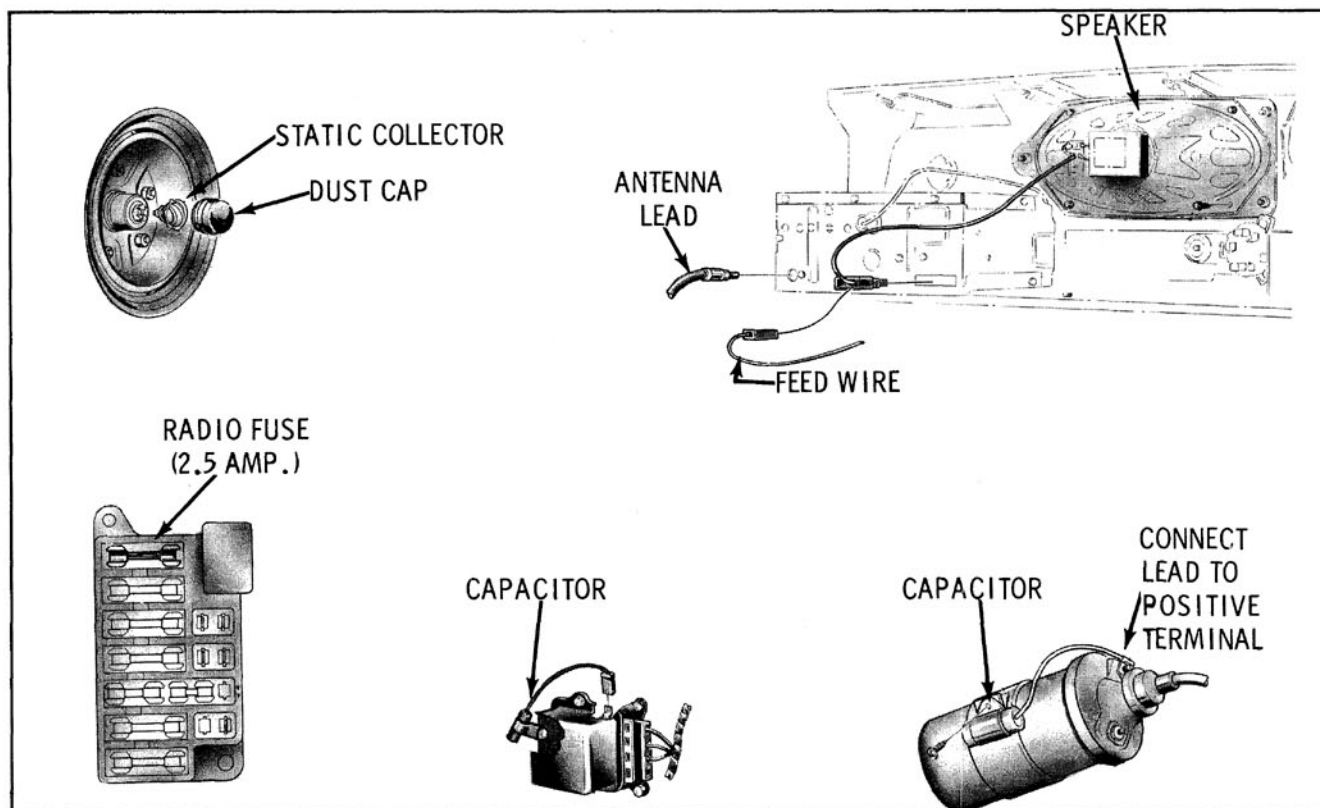 SPEAKER
STATIC COLLECTOR
DUST CAP
ANTENNA
LEAD
FEED WIRE
RADIO FUSE
(2.5 AMP.)
CAPACITOR
CAPACITOR
CONNECT
LEAD TO
POSITIVE
TERMINAL